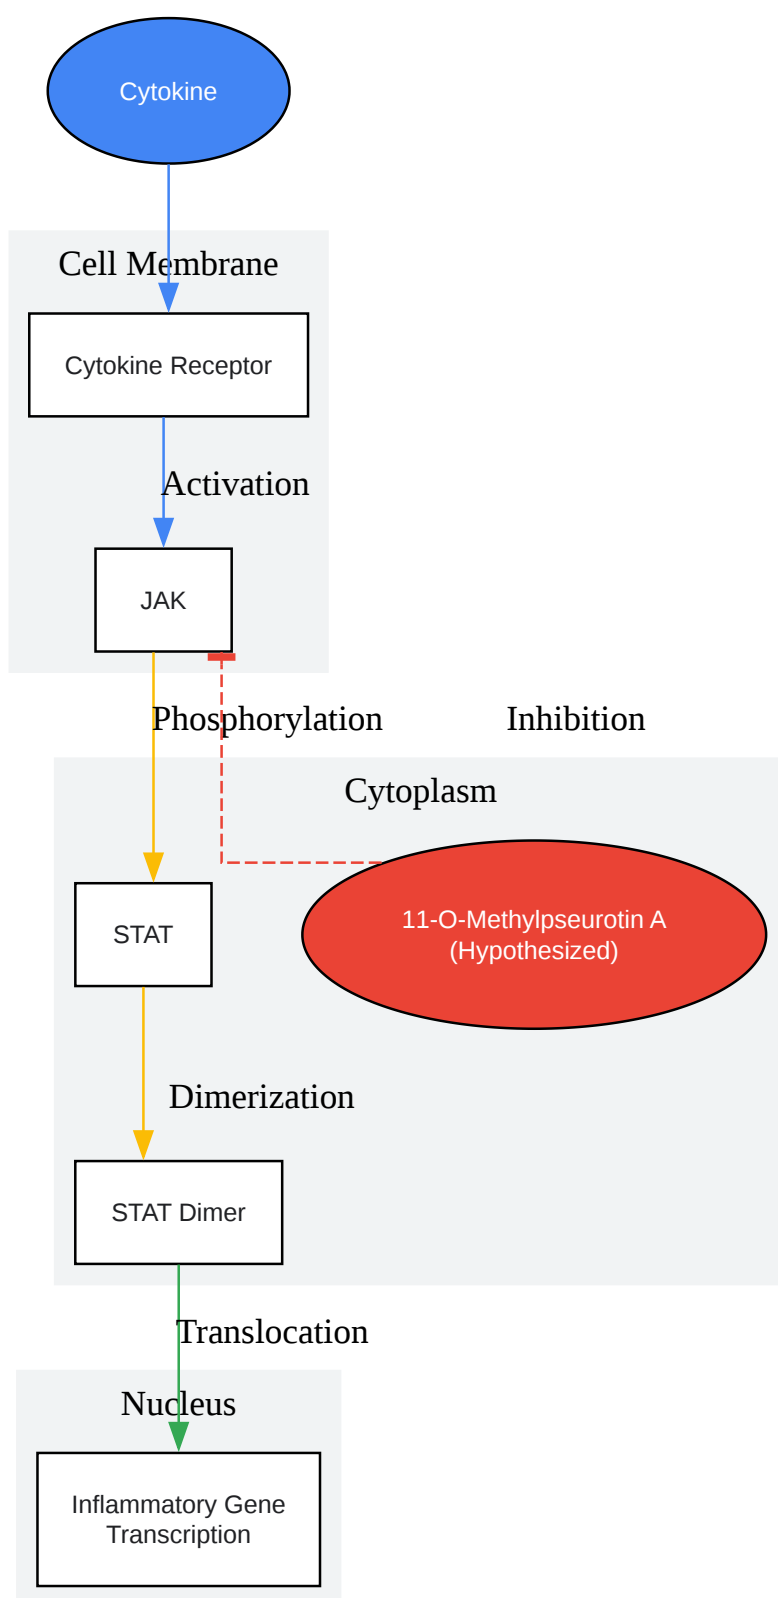 Cytokine
Cell Membrane
Cytokine Receptor
Activation
JAK
Phosphorylation
Inhibition
Cytoplasm
11-O-Methylpseurotin A
(Hypothesized)
STAT
Dimerization
STAT Dimer
Translocation
Nucleus
Inflammatory Gene
Transcription